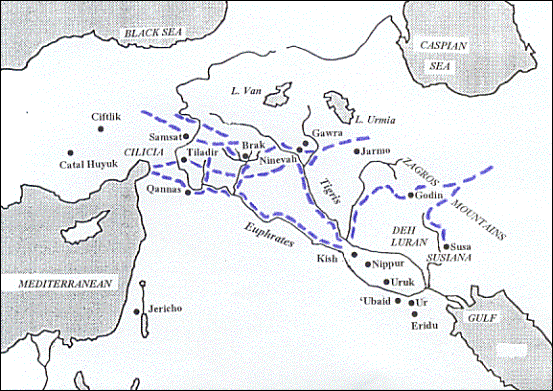 BLACK SEA
CASPIAN
SEA
L. Van
L. Urmia
Ciftlik
Samsat
Gawra
CILICIA
Brak
Catal Huyuk
Tiladir
Ninevah
Jarmo
ZAGROS
Qannas
Tigris
Godin
MOUNTAINS
Euphrates
DEH
LURAN
Susa
Kish
SUSIANA
Nippur
MEDITERRANEAN
Uruk
Jericho
'Ubaid
Ur
GULF
Eridu